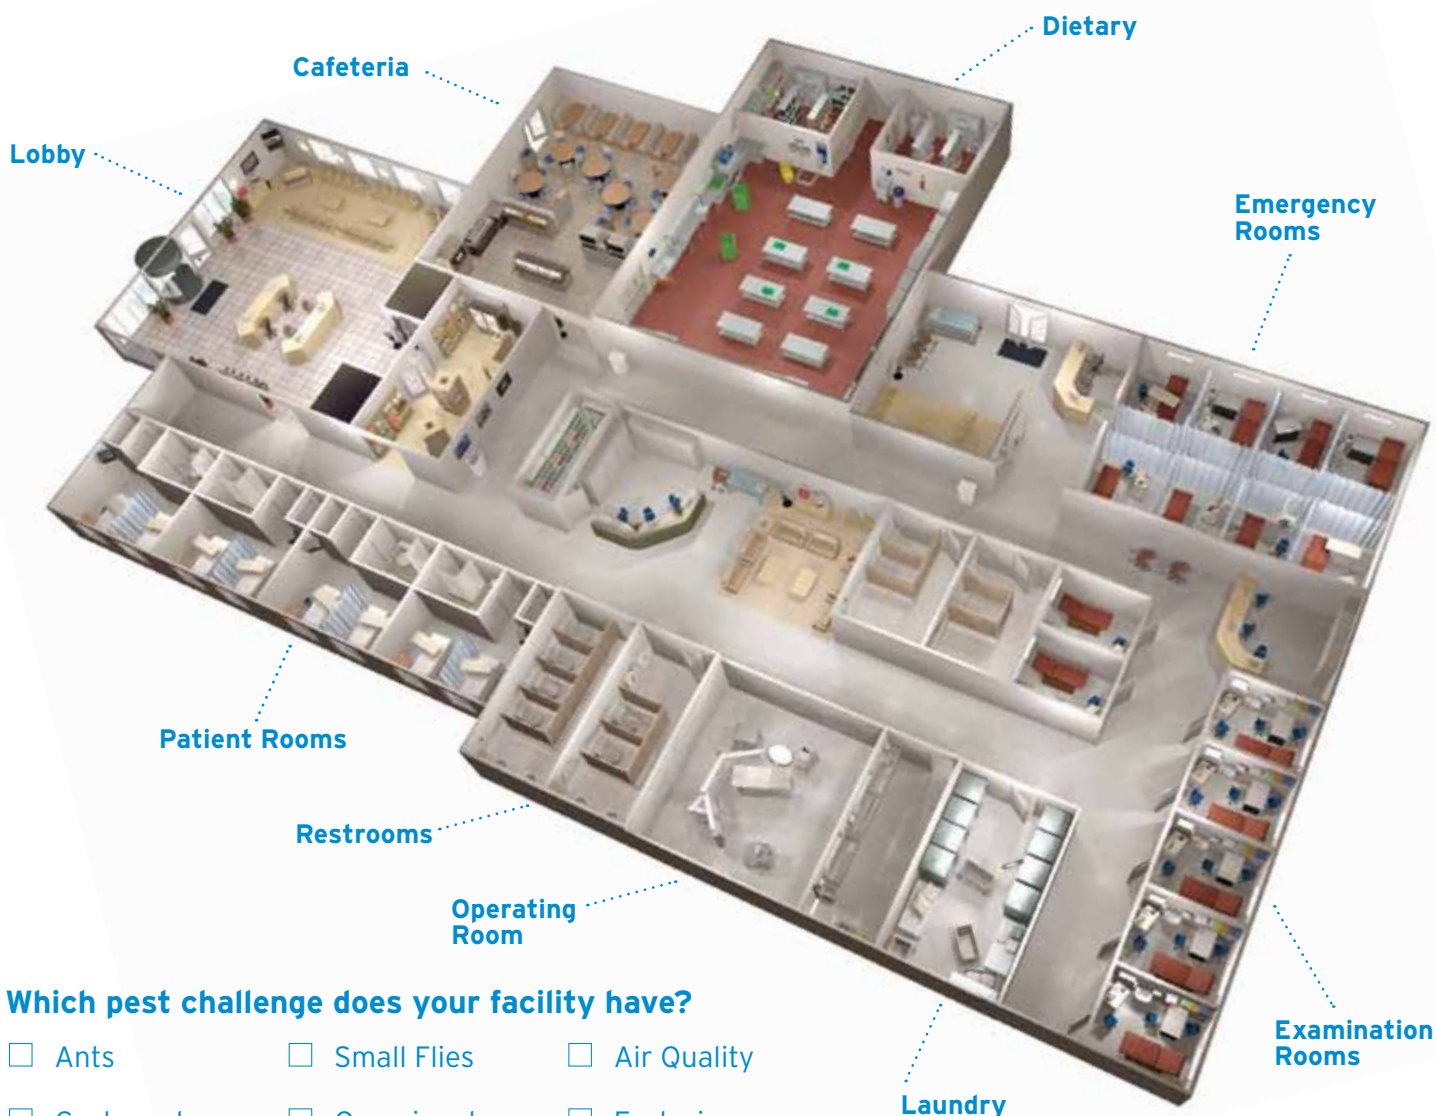 Dietary
Cafeteria
Lobby
Emergency
Rooms
Patient Rooms
Restrooms
Operating
Room
Which pest challenge does your facility have?
Ants
Small Flies
Air Quality
Examination
Rooms
Laundry